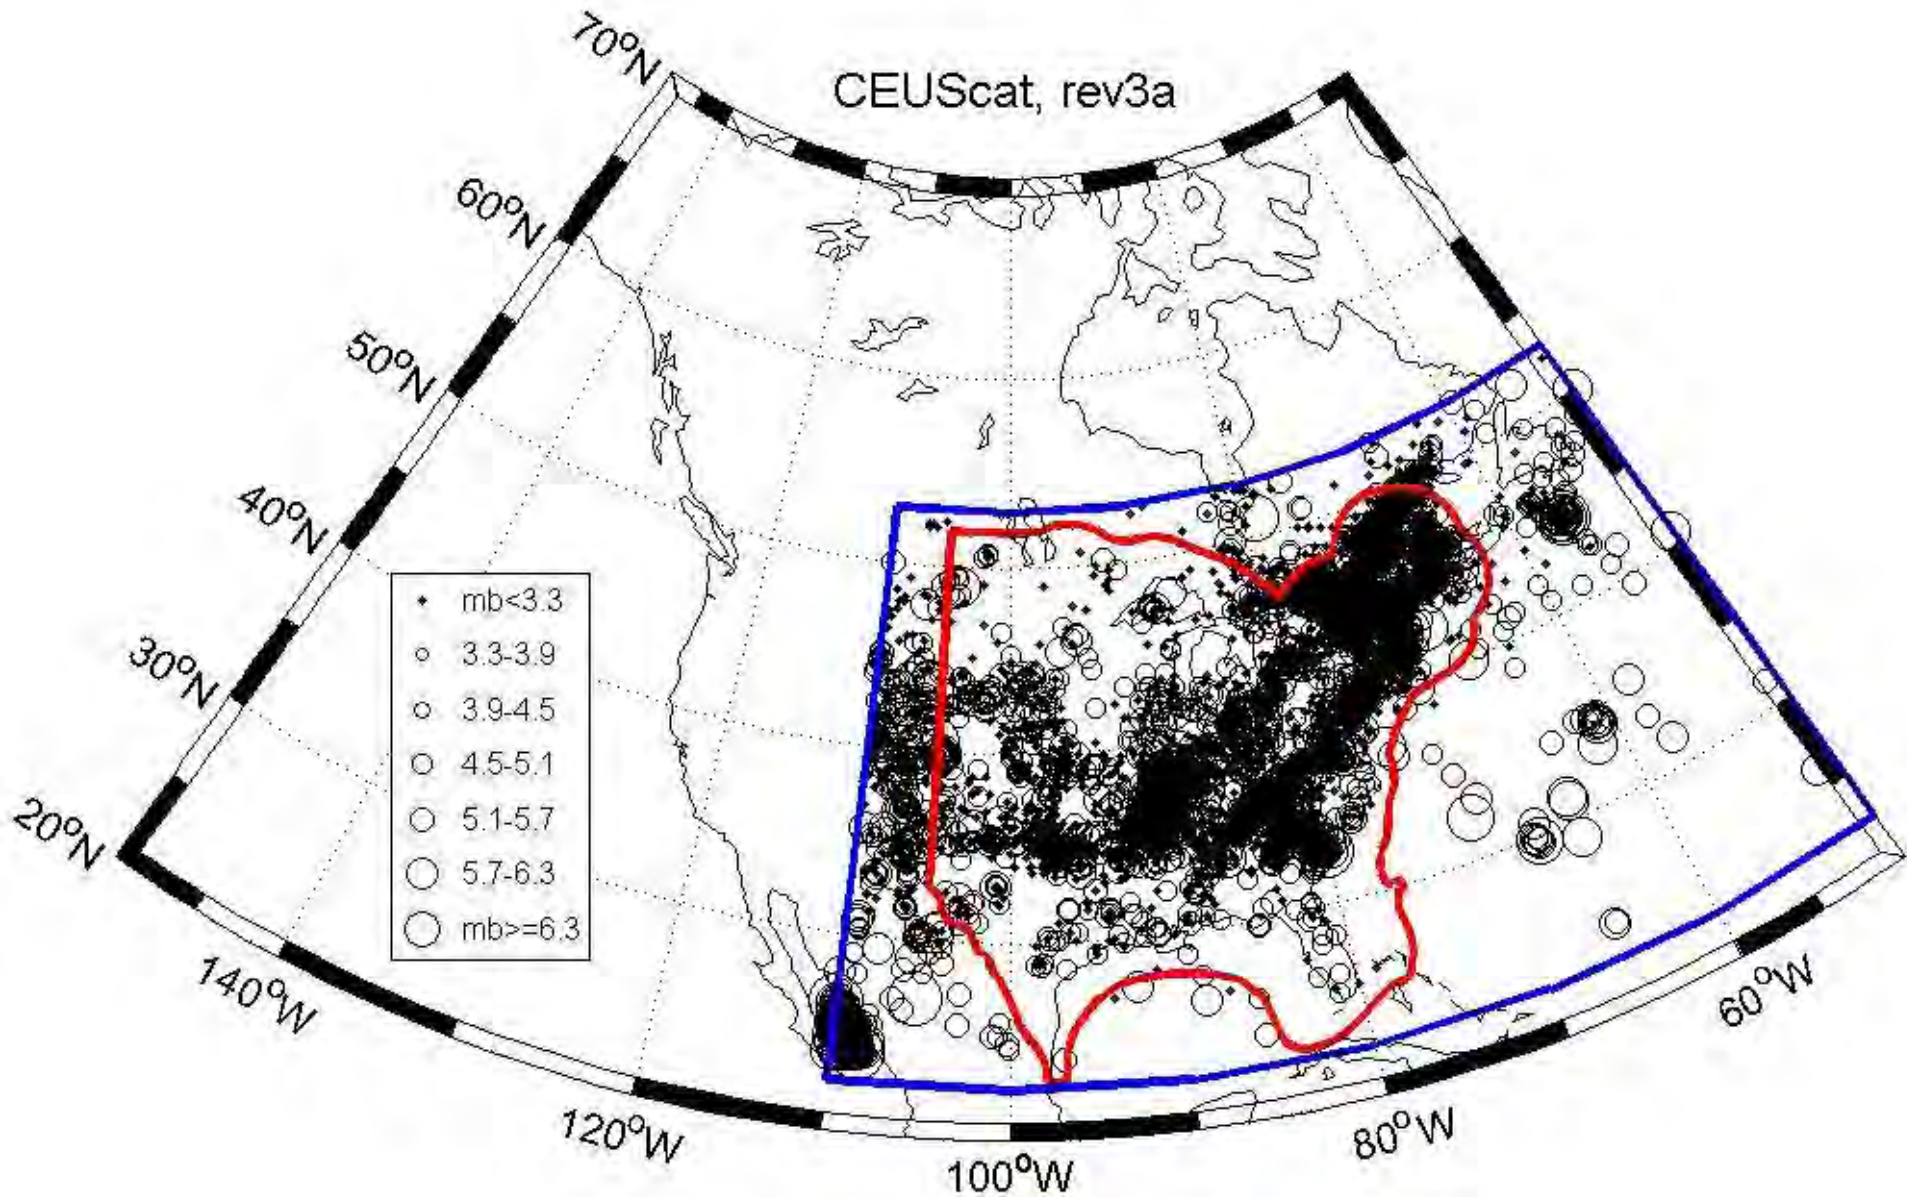 CEUScat, rev3a
70°N
60°N
50°N
40°N
30°N
20°N
mb<3.3
3.3-3.9
3.9-4.5
4.5-5.1
5.1-5.7
5.7-6.3
mb>=6.3
140°W
120°W
100°W
80°W
60°W